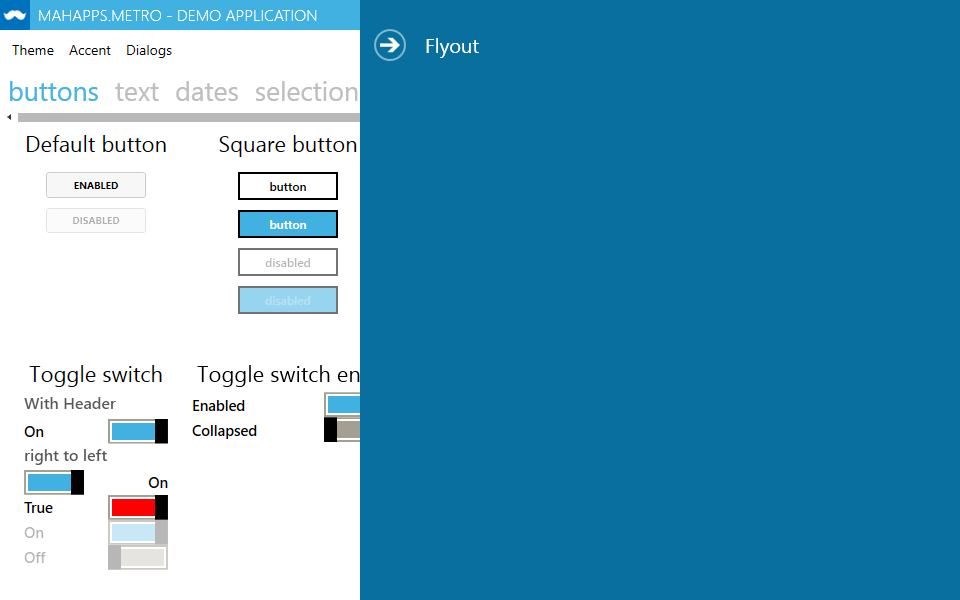 MAHAPPS.METRO - DEMO APPLICATION
Theme Accent Dialogs
buttons text dates selection
Default button
ENABLED
DISABLED
Square button
button
button
disabled
disabled
Toggle switch
With Header
On
right to left
On
True
On
Off
Toggle switch en
Enabled
Collapsed
Flyout